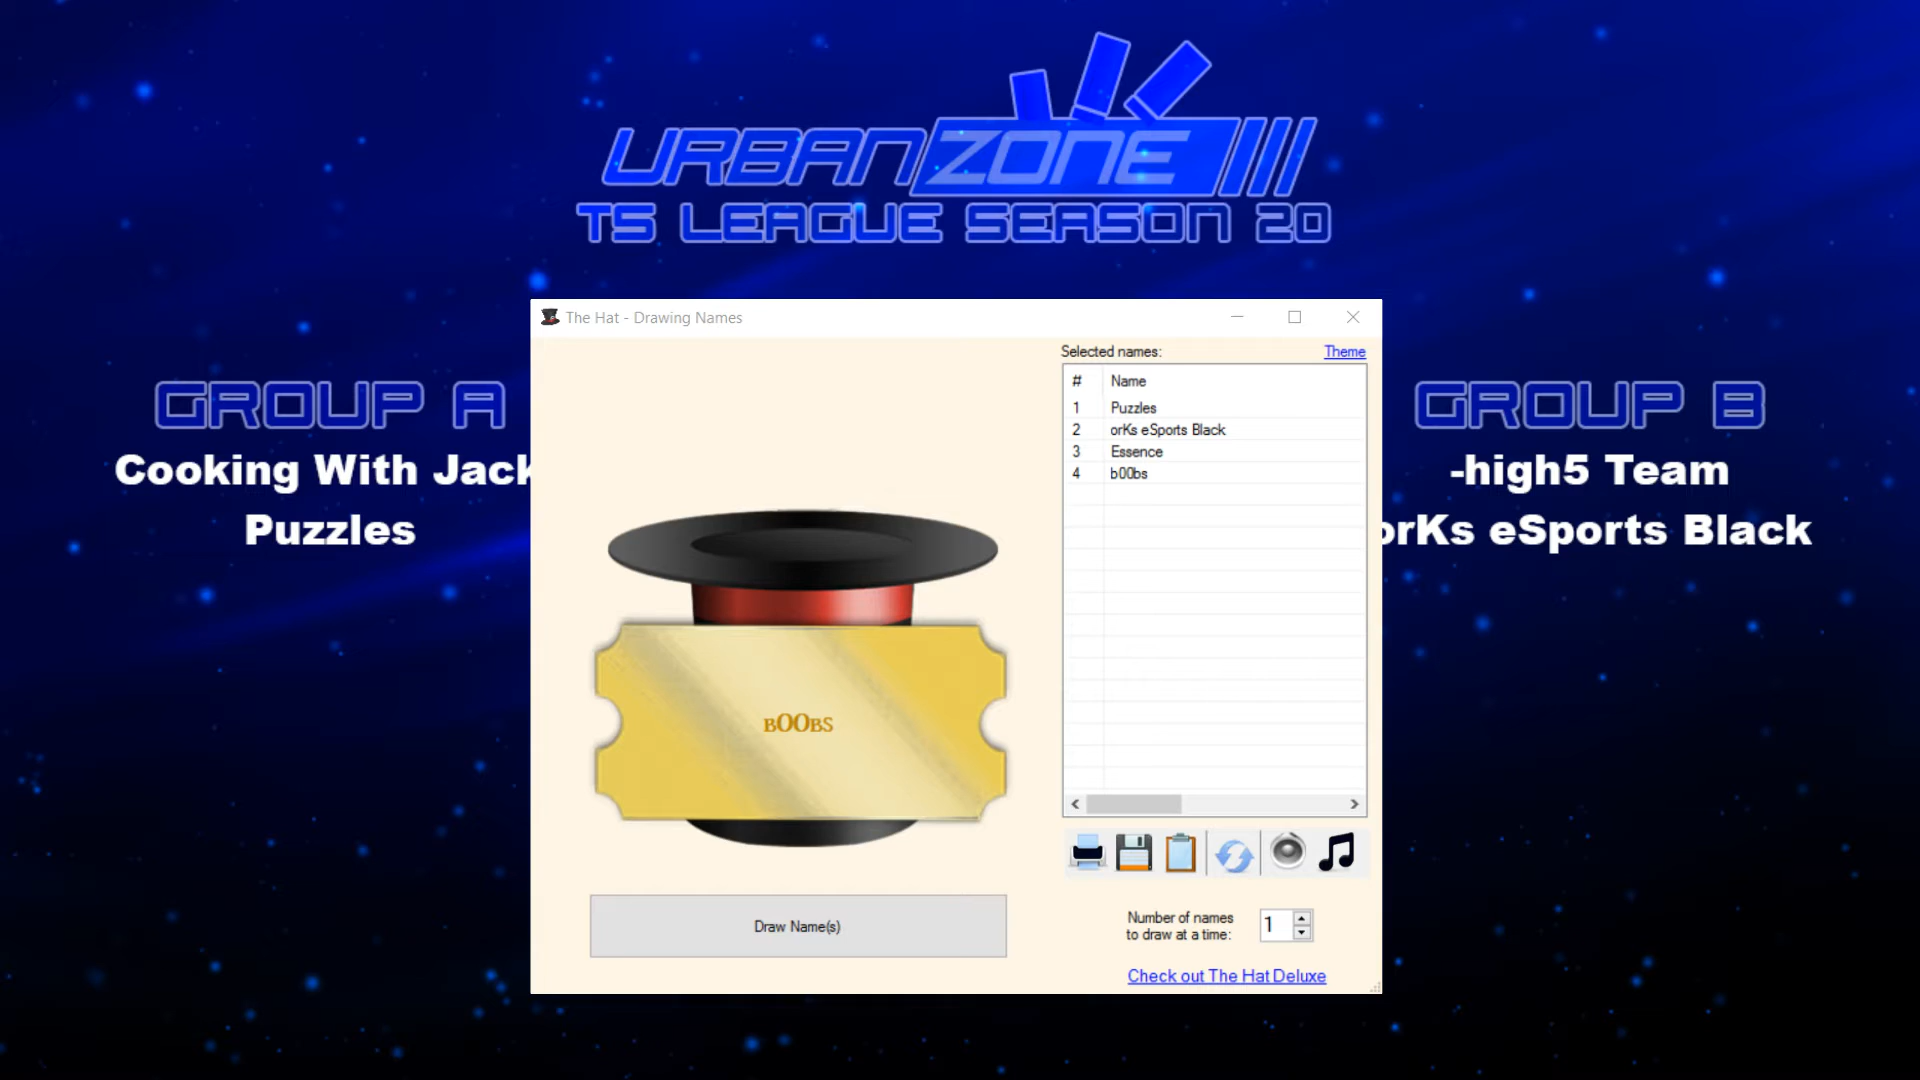 URBAN ZONE
TS LEAGUE SEASON 20
The Hat - Drawing Names
Selected names:
Theme
# Name
1 Puzzles
2 orKs eSports Black
3 Essence
4 b00bs
GROUP A
Cooking With Jack
Puzzles
GROUP B
-high5 Team
orKs eSports Black
b00bs
Draw Name(s)
Number of names
to draw at a time:
1
Check out The Hat Deluxe